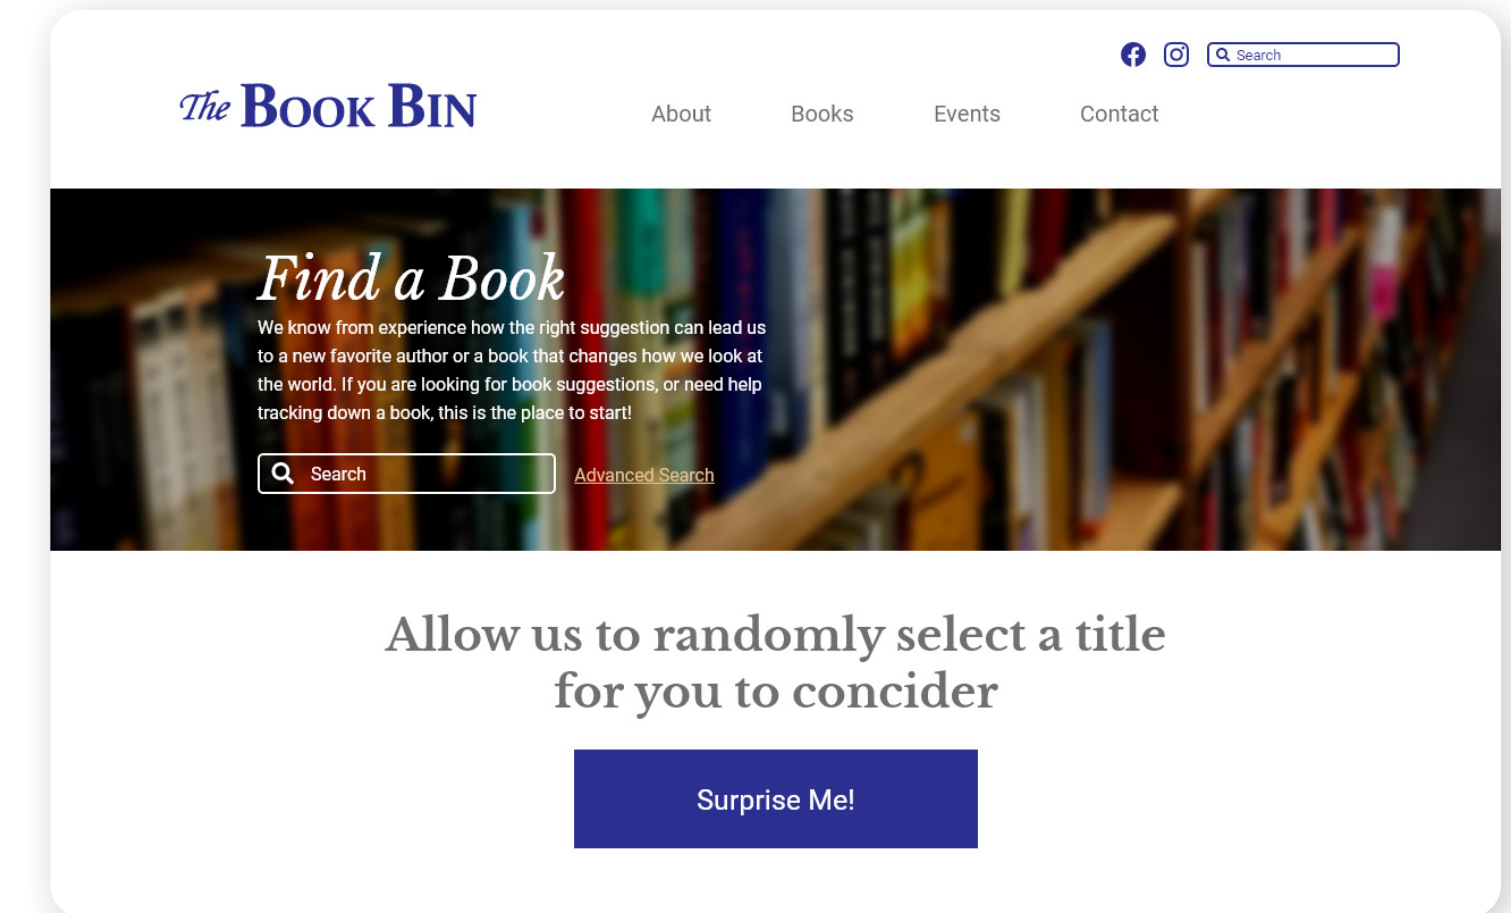 Search
The BOOK BIN
About Books Events Contact
Find a Book
We know from experience how the right suggestion can lead us
to a new favorite author or a book that changes how we look at
the world. If you are looking for book suggestions, or need help
tracking down a book, this is the place to start!
Search Advanced Search
Allow us to randomly select a title
for you to concider
Surprise Me!